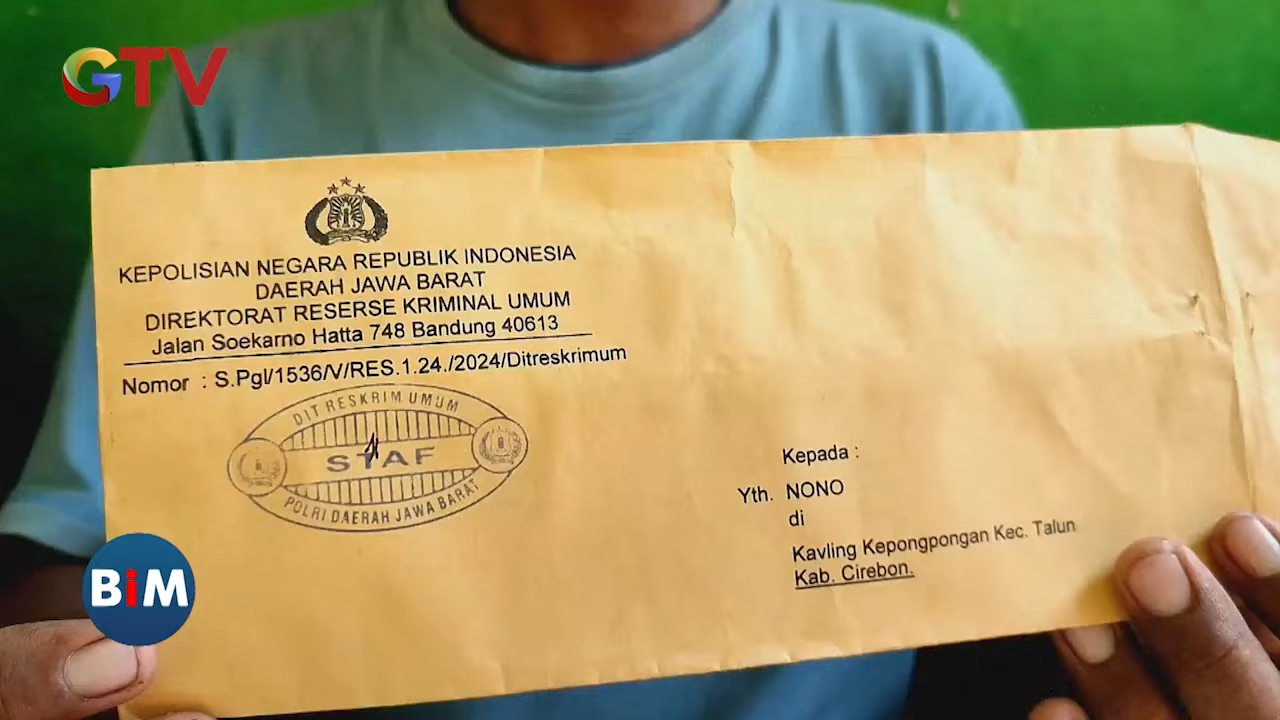 GTV
KEPOLISIAN NEGARA REPUBLIK INDONESIA
DAERAH JAWA BARAT
DIREKTORAT RESERSE KRIMINAL UMUM
Jalan Soekarno Hatta 748 Bandung 40613
Nomor : S.Pgl/1536/V/RES.1.24./2024/Ditreskrimum
DIT RESKRIM UMUM
STAF
POLRI DAERAH JAWA BARAT
Kepada :
Yth. NONO
di
Kavling Kepongpongan Kec. Talun
Kab. Cirebon.
BiM